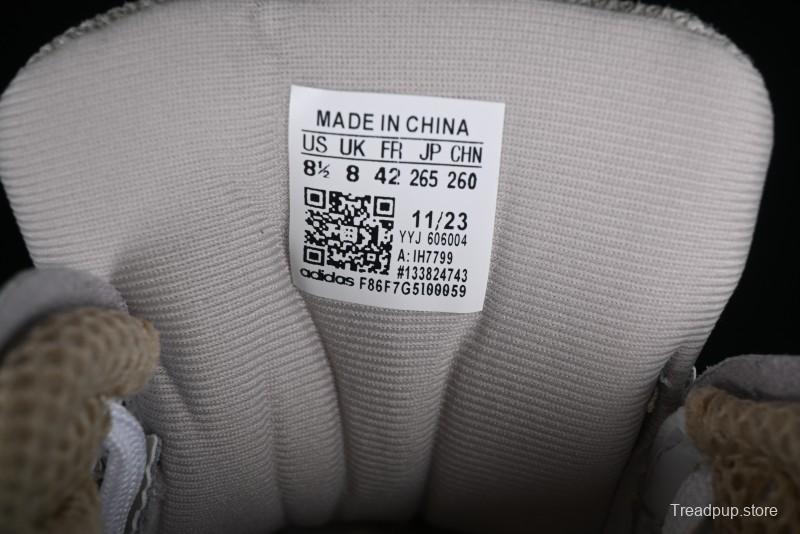 MADE IN CHINA
US UK FR JP CHN
8½ 8 42 265 260
11/23
YYJ 606004
A: IH7799
#133824743
adidas F86F7G5100059
Treadpup.store